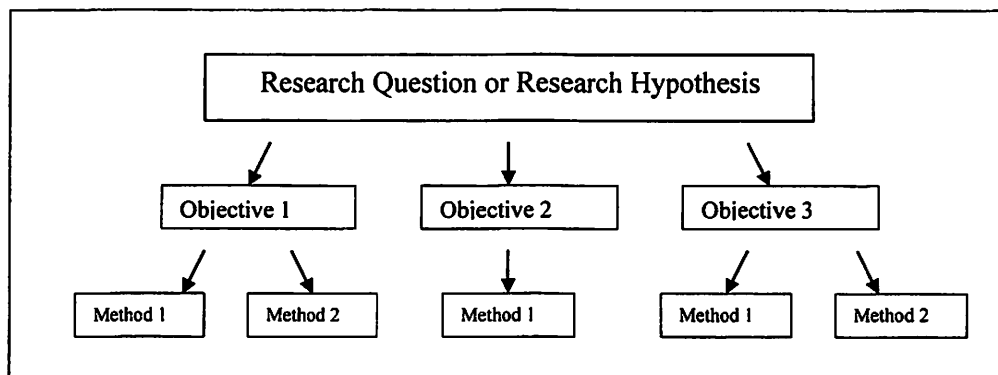 Research Question or Research Hypothesis
Objective 1
Objective 2
Objective 3
Method 1
Method 2
Method 1
Method 1
Method 2